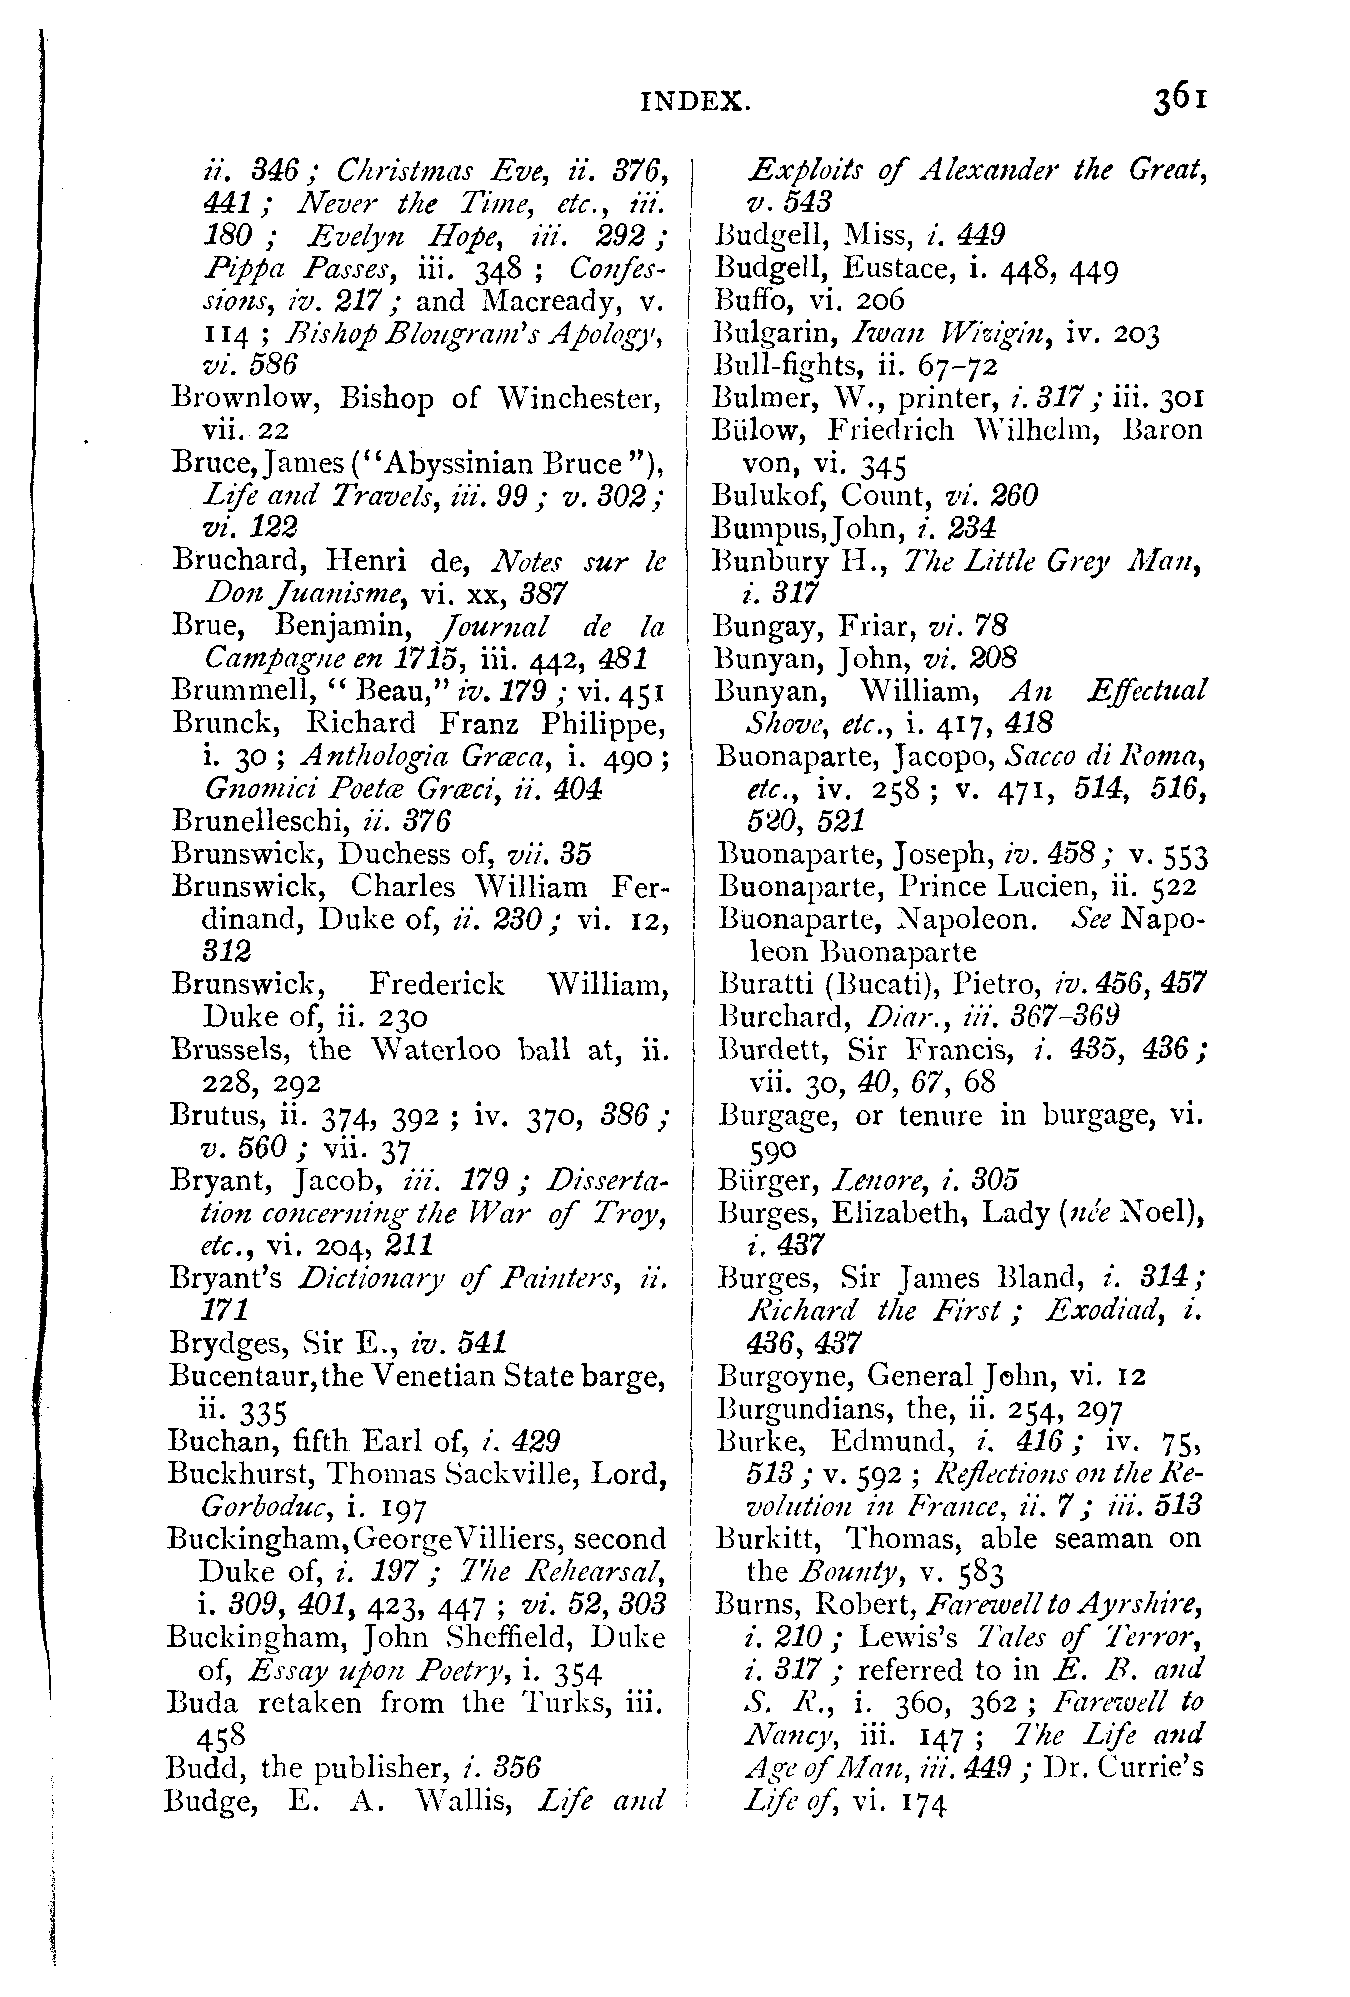 INDEX. 361
ii. 346 ; Christmas Eve, ii. 376,
441 ; Never the Time, etc., iii.
180 ; Evelyn Hope, iii. 292 ;
Pippa Passes, iii. 348 ; Confes-
sions, iv. 217 ; and Macready, v.
114 ; Bishop Blougram's Apology,
vi. 586
Brownlow, Bishop of Winchester,
vii. 22
Bruce, James ("Abyssinian Bruce"),
Life and Travels, iii. 99 ; v. 302 ;
vi. 122
Bruchard, Henri de, Notes sur le
Don Juanisme, vi. xx, 387
Brue, Benjamin, Journal de la
Campagne en 1715, iii. 442, 481
Brummell, "Beau," iv. 179 ; vi. 451
Brunck, Richard Franz Philippe,
i. 30 ; Anthologia Græca, i. 490 ;
Gnomici Poetæ Græci, ii. 404
Brunelleschi, ii. 376
Brunswick, Duchess of, vii. 35
Brunswick, Charles William Fer-
dinand, Duke of, ii. 230 ; vi. 12,
312
Brunswick, Frederick William,
Duke of, ii. 230
Brussels, the Waterloo ball at, ii.
228, 292
Brutus, ii. 374, 392 ; iv. 370, 386 ;
v. 560 ; vii. 37
Bryant, Jacob, iii. 179 ; Disserta-
tion concerning the War of Troy,
etc., vi. 204, 211
Bryant's Dictionary of Painters, ii.
171
Brydges, Sir E., iv. 541
Bucentaur, the Venetian State barge,
ii. 335
Buchan, fifth Earl of, i. 429
Buckhurst, Thomas Sackville, Lord,
Gorboduc, i. 197
Buckingham, George Villiers, second
Duke of, i. 197 ; The Rehearsal,
i. 309, 401, 423, 447 ; vi. 52, 303
Buckingham, John Sheffield, Duke
of, Essay upon Poetry, i. 354
Buda retaken from the Turks, iii.
458
Budd, the publisher, i. 356
Budge, E. A. Wallis, Life and
Exploits of Alexander the Great,
v. 543
Budgell, Miss, i. 449
Budgell, Eustace, i. 448, 449
Buffo, vi. 206
Bulgarin, Iwan Wizigin, iv. 203
Bull-fights, ii. 67-72
Bulmer, W., printer, i. 317 ; iii. 301
Bülow, Friedrich Wilhelm, Baron
von, vi. 345
Bulukof, Count, vi. 260
Bumpus, John, i. 234
Bunbury H., The Little Grey Man,
i. 317
Bungay, Friar, vi. 78
Bunyan, John, vi. 208
Bunyan, William, An Effectual
Shove, etc., i. 417, 418
Buonaparte, Jacopo, Sacco di Roma,
etc., iv. 258 ; v. 471, 514, 516,
520, 521
Buonaparte, Joseph, iv. 458 ; v. 553
Buonaparte, Prince Lucien, ii. 522
Buonaparte, Napoleon. See Napo-
leon Buonaparte
Buratti (Bucati), Pietro, iv. 456, 457
Burchard, Diar., iii. 367-369
Burdett, Sir Francis, i. 435, 436 ;
vii. 30, 40, 67, 68
Burgage, or tenure in burgage, vi.
590
Bürger, Lenore, i. 305
Burges, Elizabeth, Lady (née Noel),
i. 437
Burges, Sir James Bland, i. 314 ;
Richard the First ; Exodiad, i.
436, 437
Burgoyne, General John, vi. 12
Burgundians, the, ii. 254, 297
Burke, Edmund, i. 416 ; iv. 75,
513 ; v. 592 ; Reflections on the Re-
volution in France, ii. 7 ; iii. 513
Burkitt, Thomas, able seaman on
the Bounty, v. 583
Burns, Robert, Farewell to Ayrshire,
i. 210 ; Lewis's Tales of Terror,
i. 317 ; referred to in E. B. and
S. R., i. 360, 362 ; Farewell to
Nancy, iii. 147 ; The Life and
Age of Man, iii. 449 ; Dr. Currie's
Life of, vi. 174